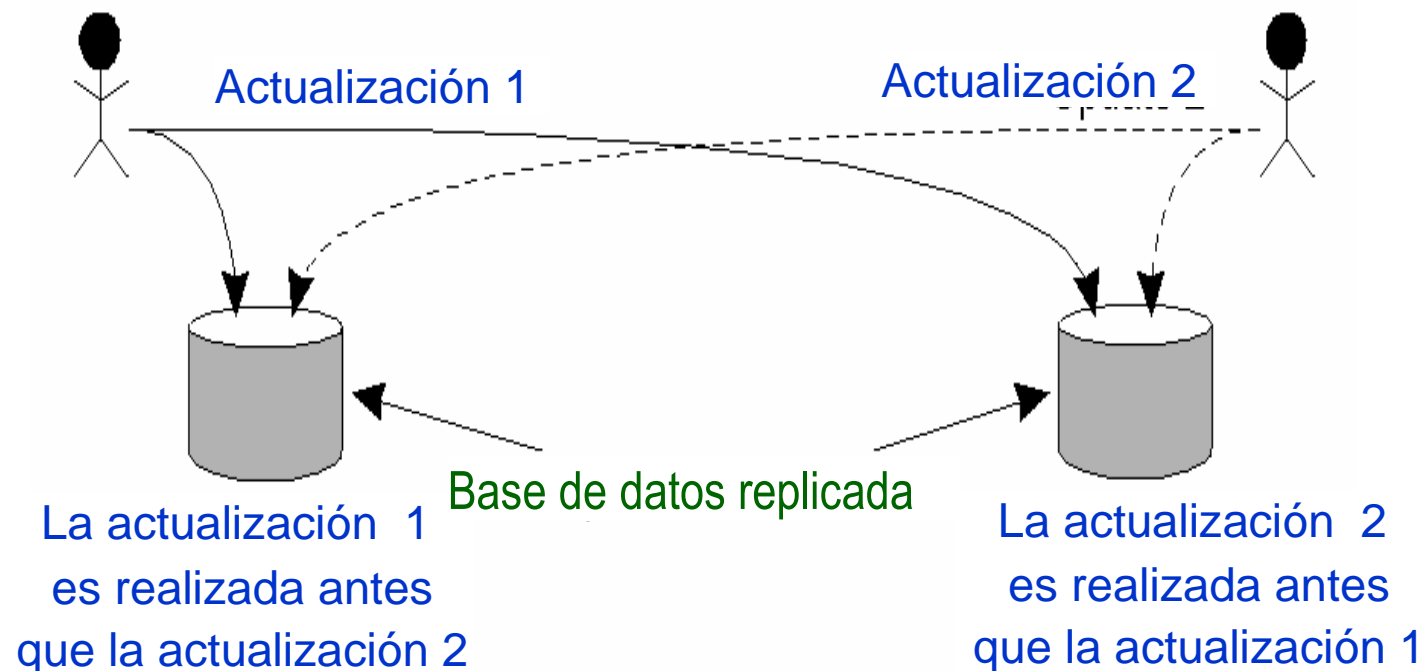 Actualización 1
Actualización 2
Base de datos replicada
La actualización 1
es realizada antes
que la actualización 2
La actualización 2
es realizada antes
que la actualización 1